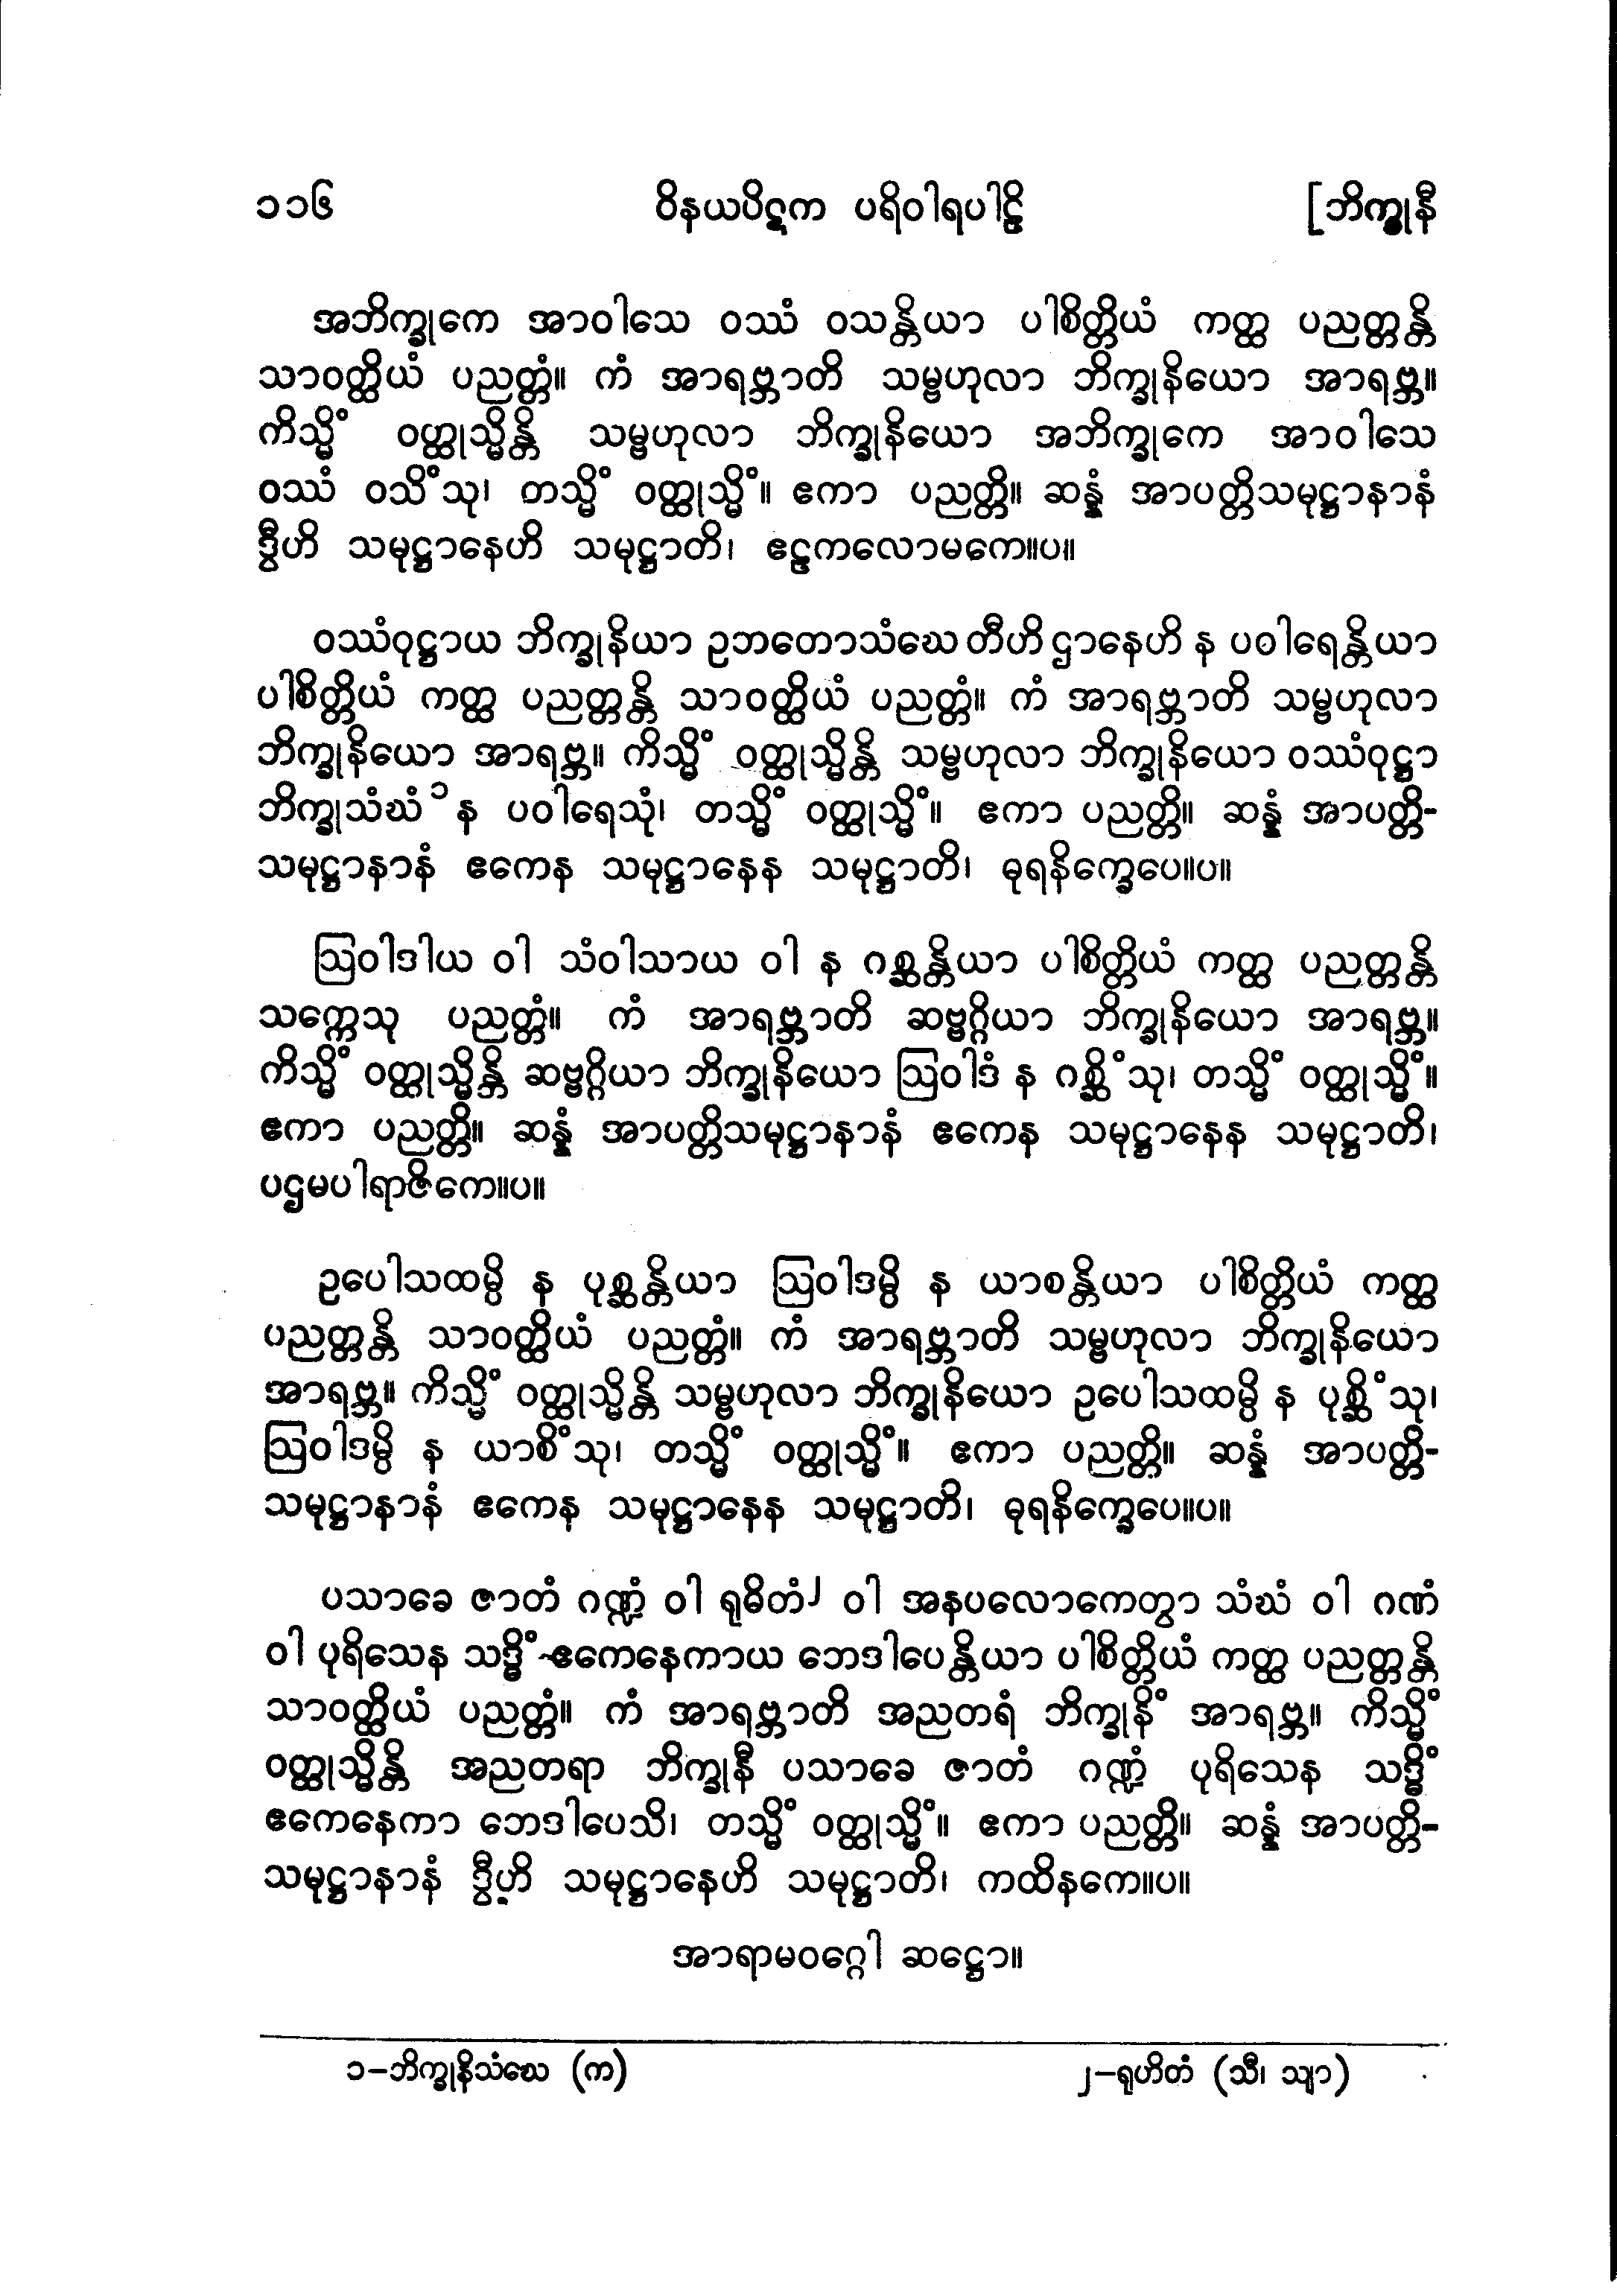 ၁၁၆ ဝိနယပိဋက ပရိဝါရပါဠိ [ဘိက္ခုနီ
အဘိက္ခုကေ အာဝါသေ ဝဿံ ဝသန္တိယာ ပါစိတ္တိယံ ကတ္ထ ပညတ္တန္တိ
သာဝတ္ထိယံ ပညတ္တံ။ ကံ အာရဗ္ဘာတိ သမ္ဗဟုလာ ဘိက္ခုနိယော အာရဗ္ဘ။
ကိသ္မိံ ဝတ္ထုသ္မိန္တိ သမ္ဗဟုလာ ဘိက္ခုနိယော အဘိက္ခုကေ အာဝါသေ
ဝဿံ ဝသိံသု၊ တသ္မိံ ဝတ္ထုသ္မိံ။ ဧကာ ပညတ္တိ။ ဆန္နံ အာပတ္တိသမုဋ္ဌာနာနံ
ဒွီဟိ သမုဋ္ဌာနေဟိ သမုဋ္ဌာတိ၊ ဧဠကလောမကေ။ပ။
ဝဿံဝုဋ္ဌာယ ဘိက္ခုနိယာ ဥဘတောသံဃေ တီဟိ ဌာနေဟိ န ပဝါရေန္တိယာ
ပါစိတ္တိယံ ကတ္ထ ပညတ္တန္တိ သာဝတ္ထိယံ ပညတ္တံ။ ကံ အာရဗ္ဘာတိ သမ္ဗဟုလာ
ဘိက္ခုနိယော အာရဗ္ဘ။ ကိသ္မိံ ဝတ္ထုသ္မိန္တိ သမ္ဗဟုလာ ဘိက္ခုနိယော ဝဿံဝုဋ္ဌာ
ဘိက္ခုသံဃံ ၁ န ပဝါရေသုံ၊ တသ္မိံ ဝတ္ထုသ္မိံ။ ဧကာ ပညတ္တိ။ ဆန္နံ အာပတ္တိ-
သမုဋ္ဌာနာနံ ဧကေန သမုဋ္ဌာနေန သမုဋ္ဌာတိ၊ ဓုရနိက္ခေပေ။ပ။
ဩဝါဒါယ ဝါ သံဝါသာယ ဝါ န ဂစ္ဆန္တိယာ ပါစိတ္တိယံ ကတ္ထ ပညတ္တန္တိ
သက္ကေသု ပညတ္တံ။ ကံ အာရဗ္ဘာတိ ဆဗ္ဗဂ္ဂိယာ ဘိက္ခုနိယော အာရဗ္ဘ။
ကိသ္မိံ ဝတ္ထုသ္မိန္တိ ဆဗ္ဗဂ္ဂိယာ ဘိက္ခုနိယော ဩဝါဒံ န ဂစ္ဆိံသု၊ တသ္မိံ ဝတ္ထုသ္မိံ။
ဧကာ ပညတ္တိ။ ဆန္နံ အာပတ္တိသမုဋ္ဌာနာနံ ဧကေန သမုဋ္ဌာနေန သမုဋ္ဌာတိ၊
ပဌမပါရာဇိကေ။ပ။
ဥပေါသထမ္ပိ န ပုစ္ဆန္တိယာ ဩဝါဒမ္ပိ န ယာစန္တိယာ ပါစိတ္တိယံ ကတ္ထ
ပညတ္တန္တိ သာဝတ္ထိယံ ပညတ္တံ။ ကံ အာရဗ္ဘာတိ သမ္ဗဟုလာ ဘိက္ခုနိယော
အာရဗ္ဘ။ ကိသ္မိံ ဝတ္ထုသ္မိန္တိ သမ္ဗဟုလာ ဘိက္ခုနိယော ဥပေါသထမ္ပိ န ပုစ္ဆိံသု၊
ဩဝါဒမ္ပိ န ယာစိံသု၊ တသ္မိံ ဝတ္ထုသ္မိံ။ ဧကာ ပညတ္တိ။ ဆန္နံ အာပတ္တိ-
သမုဋ္ဌာနာနံ ဧကေန သမုဋ္ဌာနေန သမုဋ္ဌာတိ၊ ဓုရနိက္ခေပေ။ပ။
ပသာခေ ဇာတံ ဂဏ္ဍံ ဝါ ရုဓိတံ ၂ ဝါ အနပလောကေတွာ သံဃံ ဝါ ဂဏံ
ဝါ ပုရိသေန သဒ္ဓိံ ဧကေနေကာယ ဘေဒါပေန္တိယာ ပါစိတ္တိယံ ကတ္ထ ပညတ္တန္တိ
သာဝတ္ထိယံ ပညတ္တံ။ ကံ အာရဗ္ဘာတိ အညတရံ ဘိက္ခုနိံ အာရဗ္ဘ။ ကိသ္မိံ
ဝတ္ထုသ္မိန္တိ အညတရာ ဘိက္ခုနီ ပသာခေ ဇာတံ ဂဏ္ဍံ ပုရိသေန သဒ္ဓိံ
ဧကေနေကာ ဘေဒါပေသိ၊ တသ္မိံ ဝတ္ထုသ္မိံ။ ဧကာ ပညတ္တိ။ ဆန္နံ အာပတ္တိ-
သမုဋ္ဌာနာနံ ဒွီဟိ သမုဋ္ဌာနေဟိ သမုဋ္ဌာတိ၊ ကထိနကေ။ပ။
အာရာမဝဂ္ဂေါ ဆဋ္ဌော။
၁–ဘိက္ခုနိသံဃေ (က) ၂–ရုဟိတံ (သီ၊ သျာ)